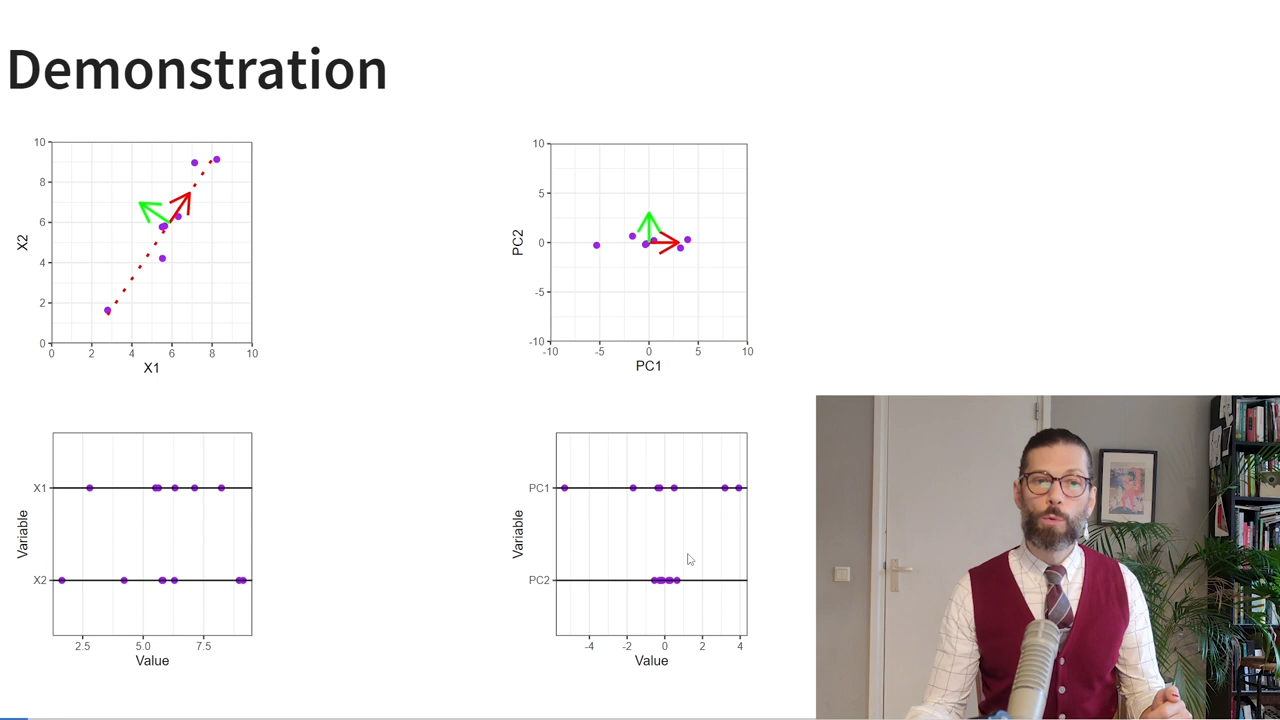 Demonstration
10
8
6
4
2
0
X2
0 2 4 6 8 10
X1
10
5
0
-5
-10
PC2
-10 -5 0 5 10
PC1
X1
X2
Variable
2.5 5.0 7.5
Value
PC1
PC2
Variable
-4 -2 0 2 4
Value